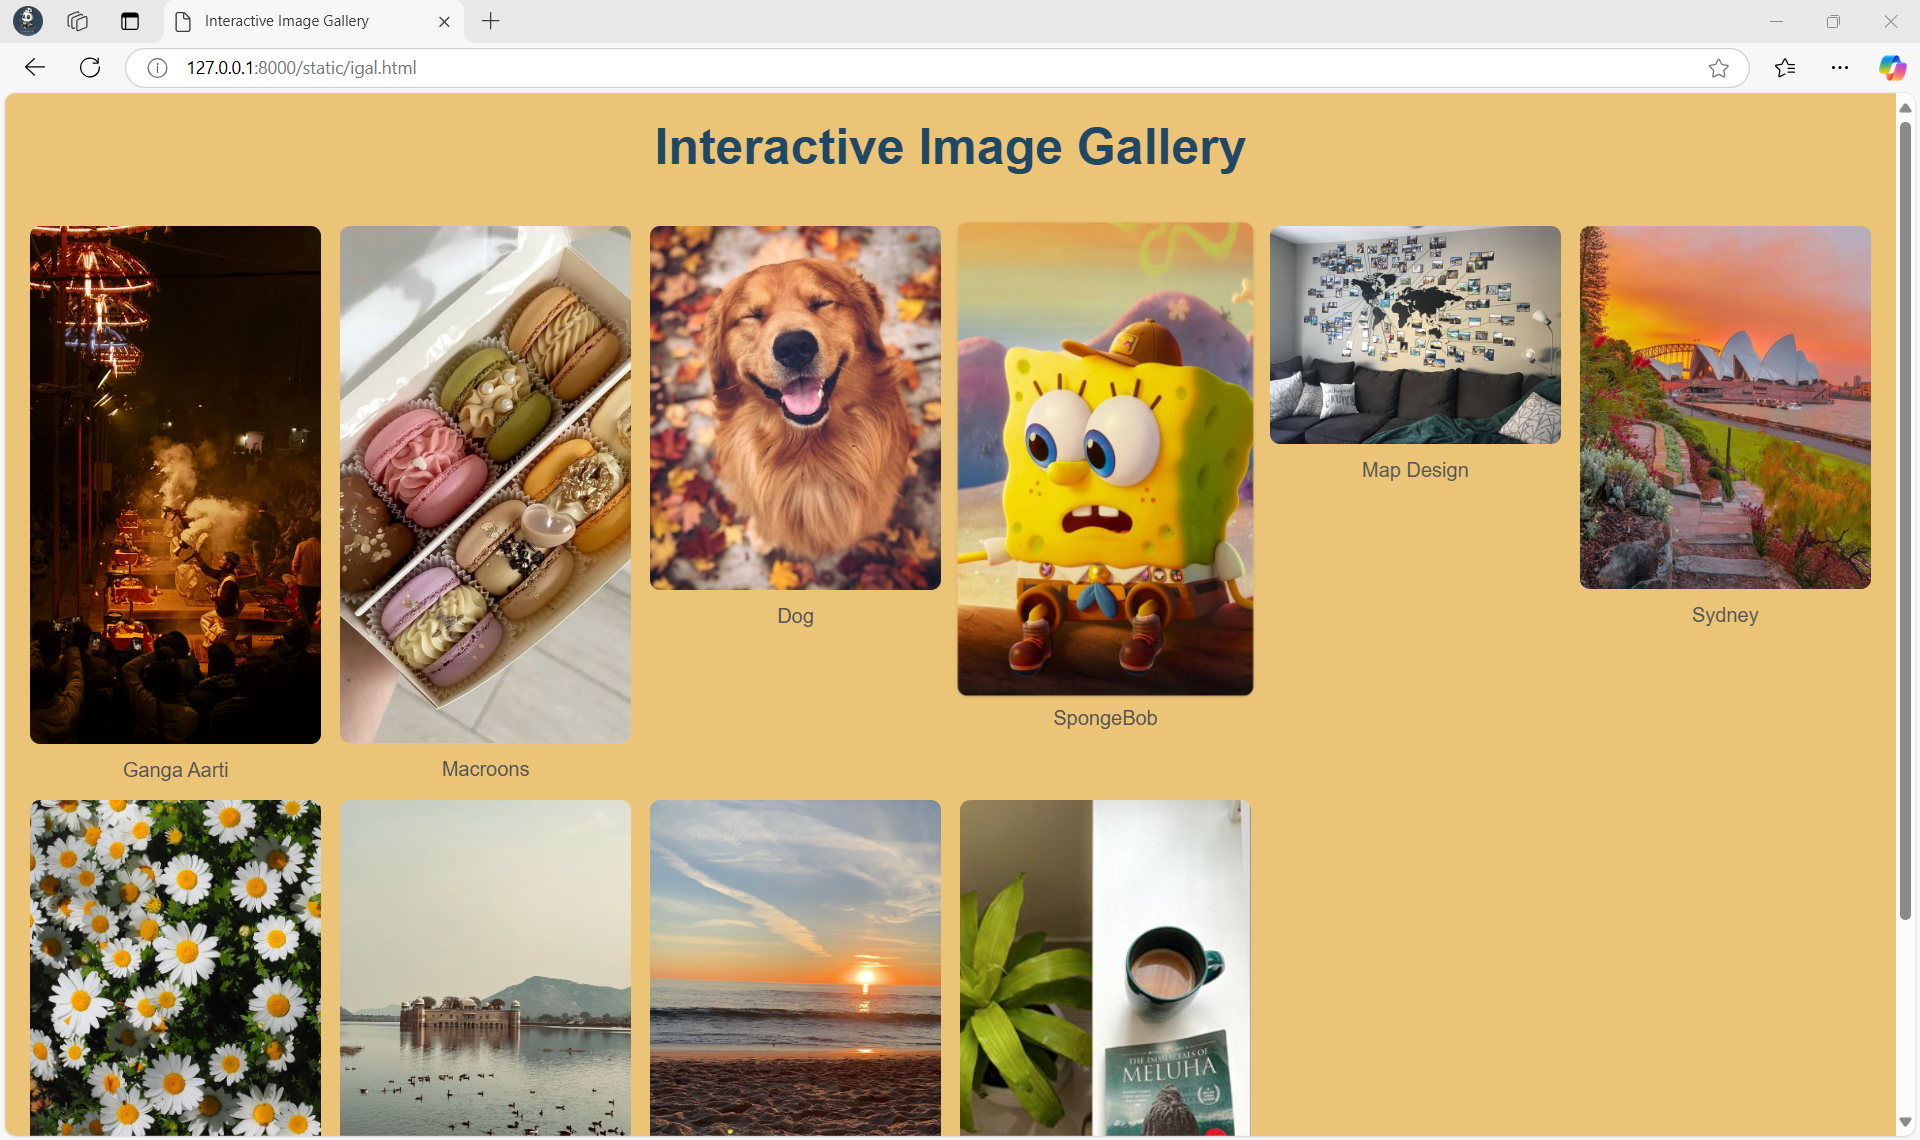 Interactive Image Gallery
127.0.0.1:8000/static/igal.html
Interactive Image Gallery
Ganga Aarti
Macroons
Dog
SpongeBob
Map Design
Sydney
THE IMMORTALS OF
MELUHA